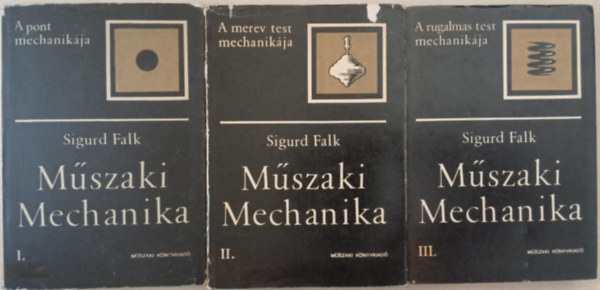 A pont
mechanikája
Sigurd Falk
Műszaki
Mechanika
I.
MŰSZAKI KÖNYVKIADÓ
A merev test
mechanikája
Sigurd Falk
Műszaki
Mechanika
II.
MŰSZAKI KÖNYVKIADÓ
A rugalmas test
mechanikája
Sigurd Falk
Műszaki
Mechanika
III.
MŰSZAKI KÖNYVKIADÓ